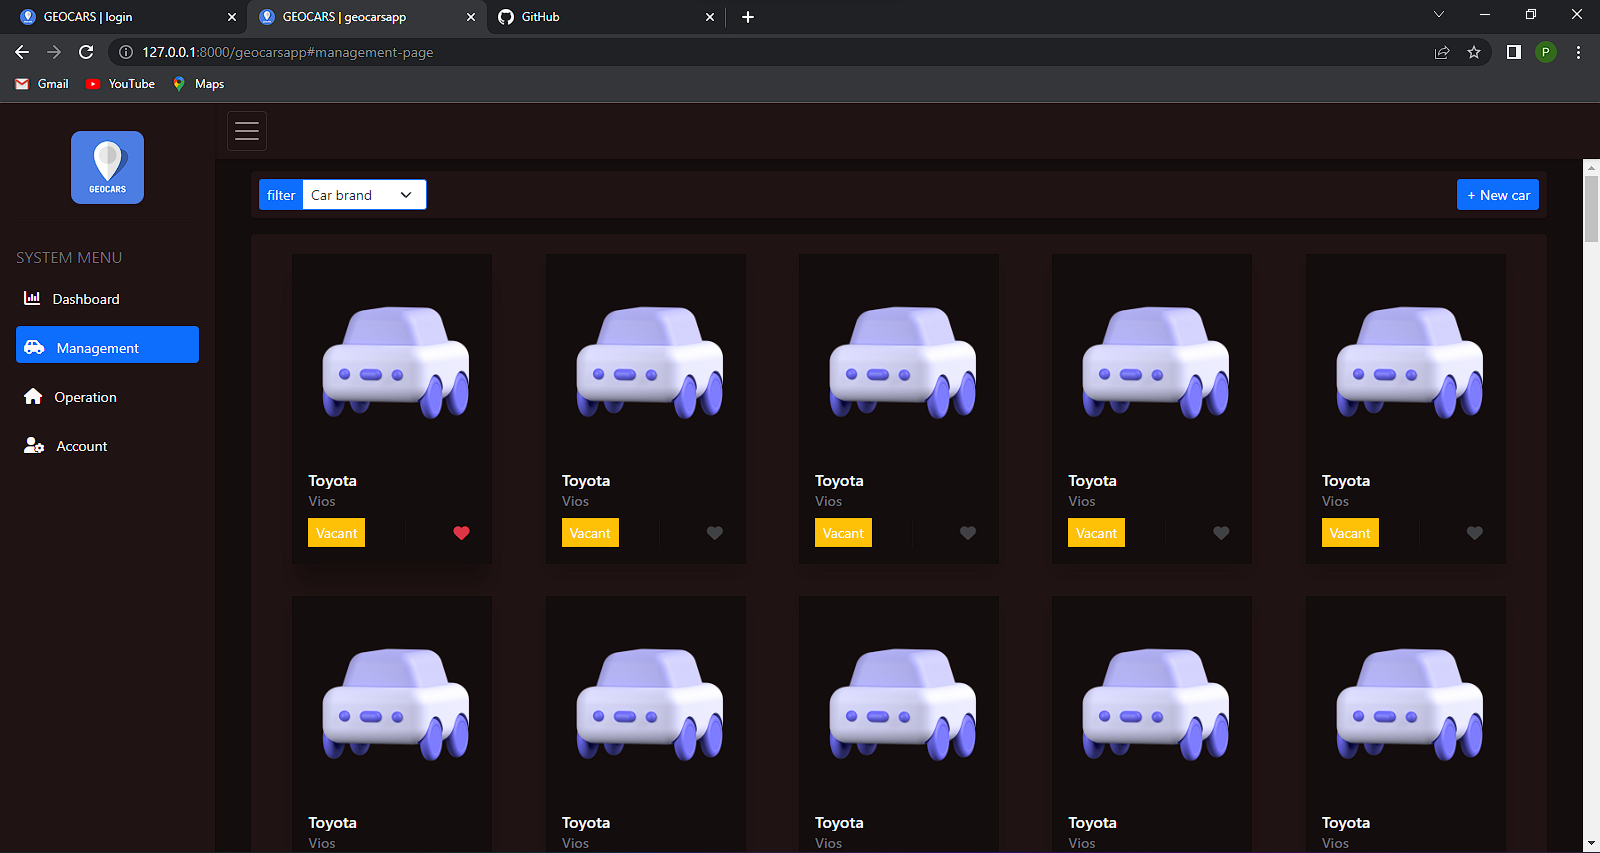 GEOCARS | login
GEOCARS | geocarsapp
GitHub
127.0.0.1:8000/geocarsapp#management-page
P
Gmail
YouTube
Maps
GEOCARS
filter
Car brand
+ New car
SYSTEM MENU
Dashboard
Management
Operation
Account
Toyota
Vios
Vacant
Toyota
Vios
Vacant
Toyota
Vios
Vacant
Toyota
Vios
Vacant
Toyota
Vios
Vacant
Toyota
Vios
Toyota
Vios
Toyota
Vios
Toyota
Vios
Toyota
Vios